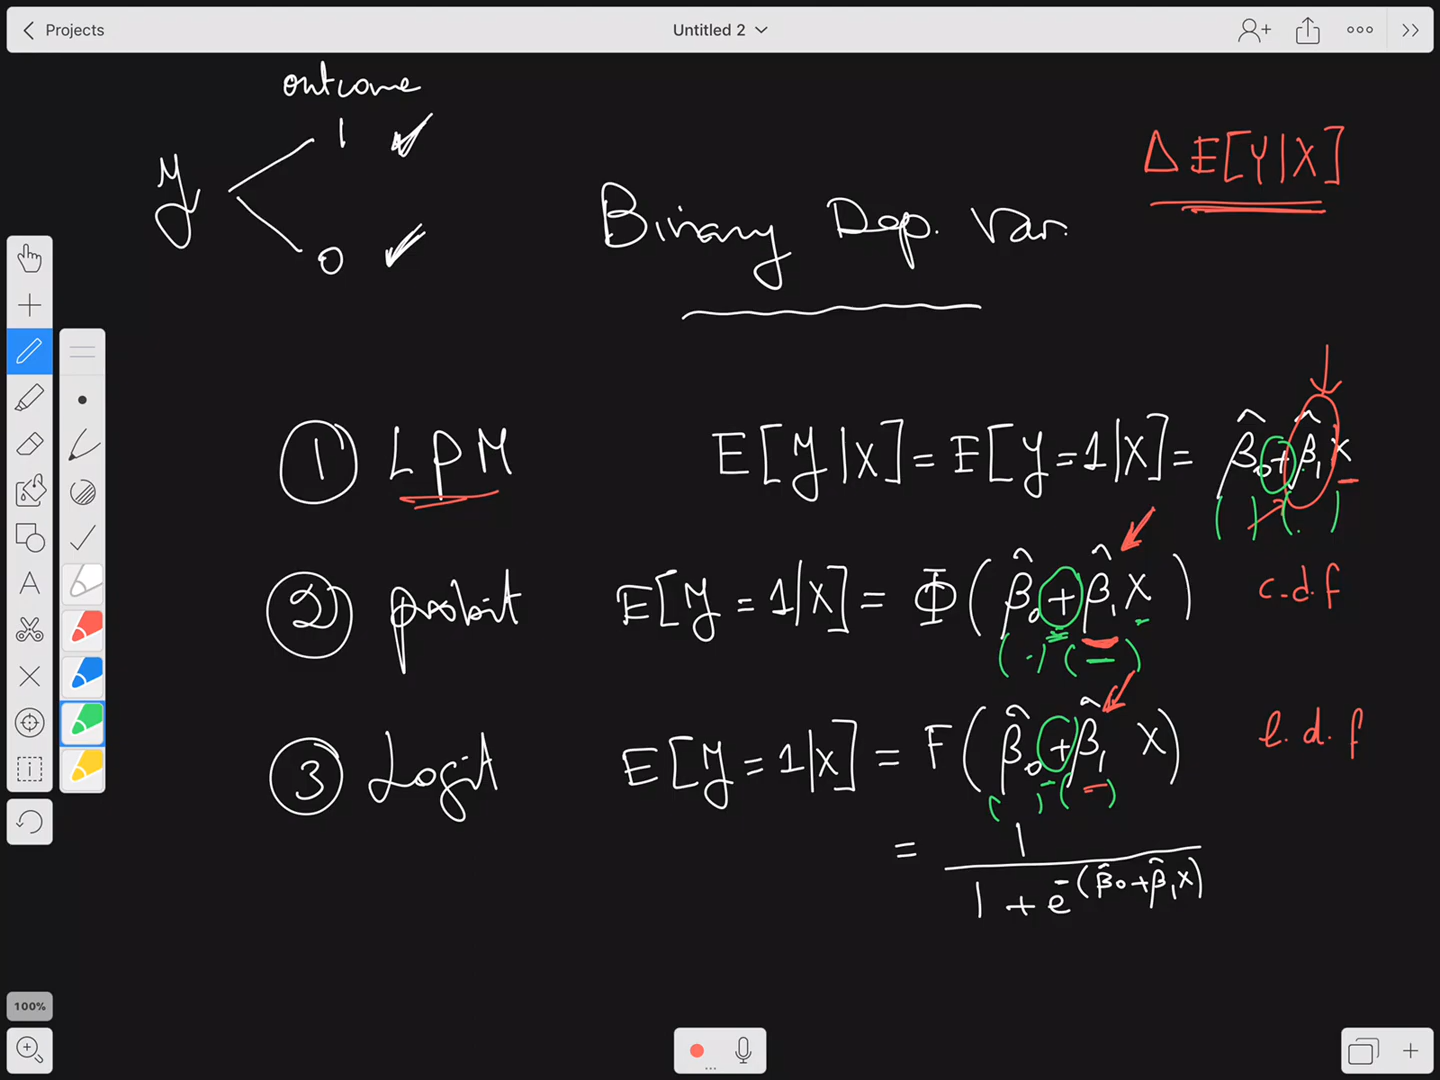 Projects
Untitled 2
outcome
Y
1
0
Binary Dep. Var.
Δ E[Y|X]
① LPM E[Y|X] = E[Y=1|X] = β̂₀+β̂₁X
( ) ( . )
② probit E[Y=1|X] = Φ(β̂₀+β̂₁X) c.d.f
( . ) ( – )
③ Logit E[Y=1|X] = F(β̂₀+β̂₁ X) l.d.f
( ) ( )
= 1 / 1 + e^-(β̂₀+β̂₁X)
A
100%